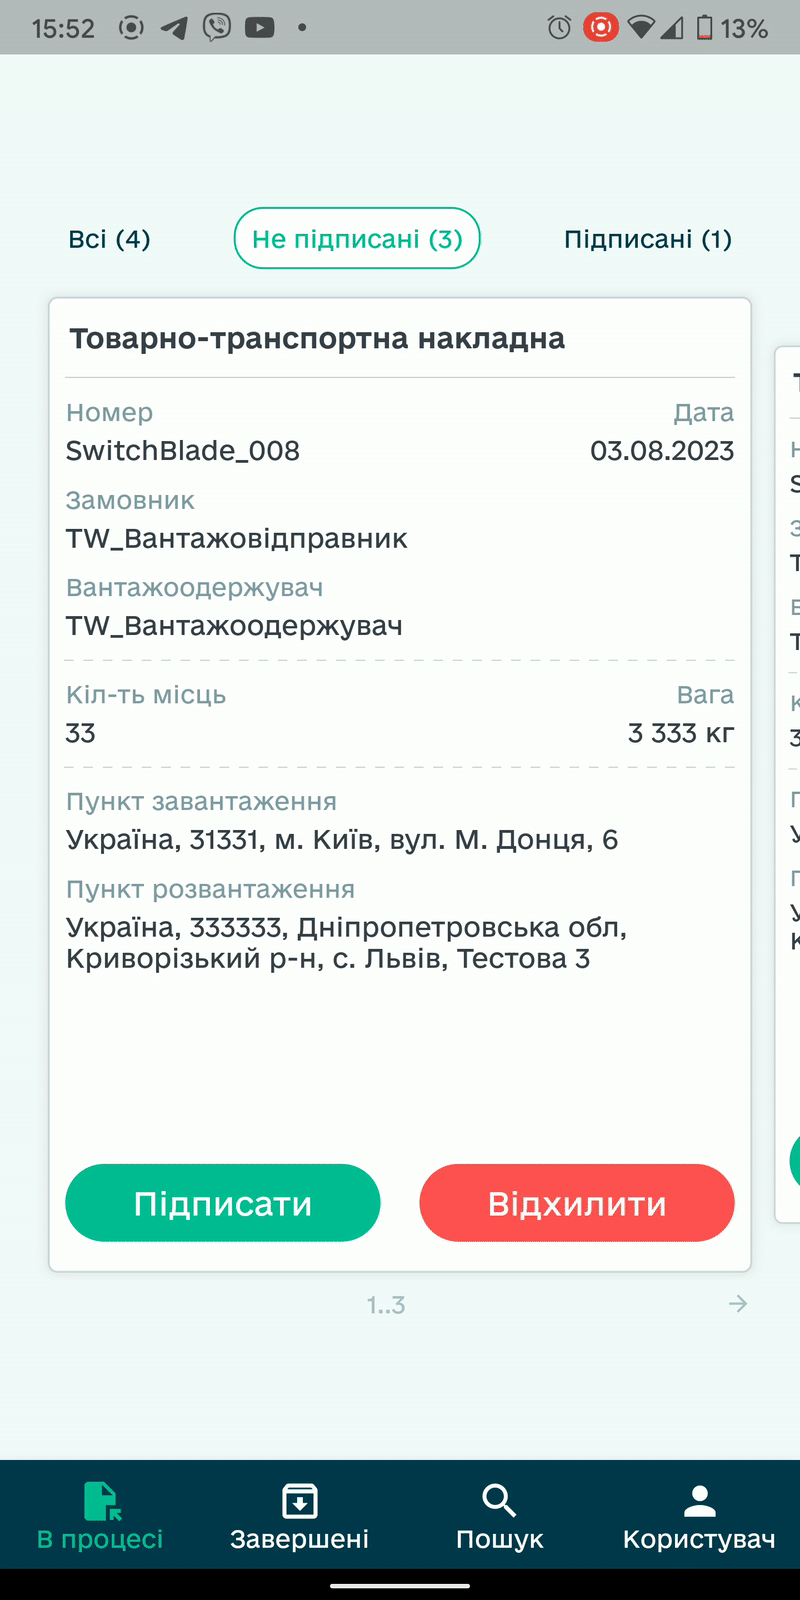 15:52
13%
Всі (4)
Не підписані (3)
Підписані (1)
Товарно-транспортна накладна
Номер
Дата
SwitchBlade_008
03.08.2023
Замовник
TW_Вантажовідправник
Вантажоодержувач
TW_Вантажоодержувач
Кіл-ть місць
Вага
33
3 333 кг
Пункт завантаження
Україна, 31331, м. Київ, вул. М. Донця, 6
Пункт розвантаження
Україна, 333333, Дніпропетровська обл,
Криворізький р-н, с. Львів, Тестова 3
Підписати
Відхилити
1..3
В процесі
Завершені
Пошук
Користувач